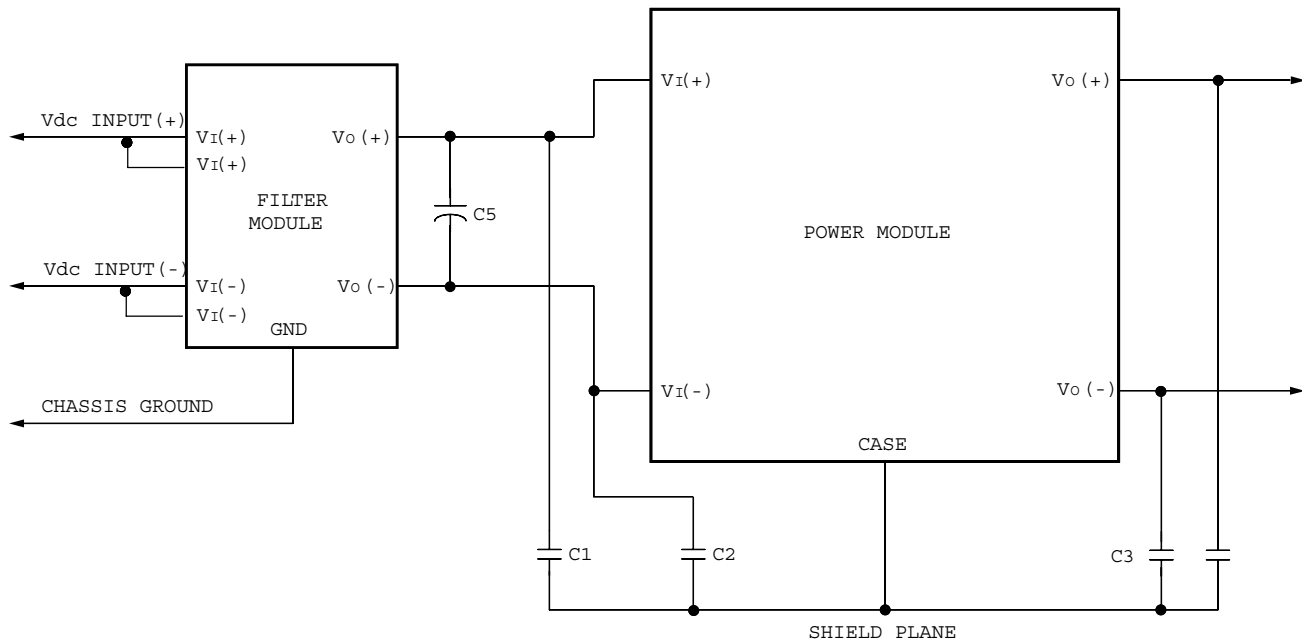 Vdc INPUT(+)
VI(+)
VI(+)
VO(+)
FILTER
MODULE
Vdc INPUT(-)
VI(-)
VI(-)
VO(-)
GND
CHASSIS GROUND
C5
VI(+)
VO(+)
POWER MODULE
VI(-)
VO(-)
CASE
C1
C2
C3
SHIELD PLANE